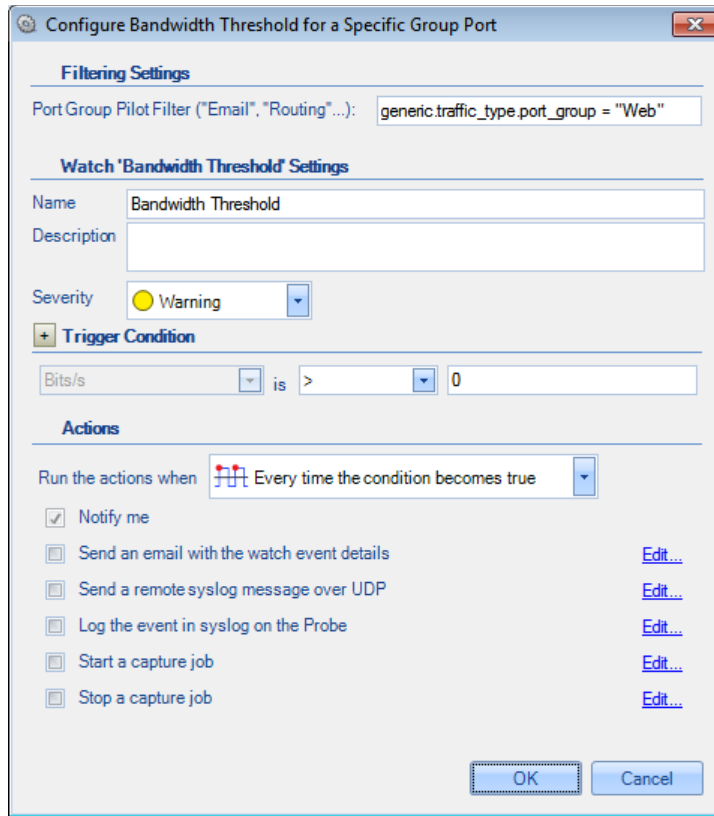 Configure Bandwidth Threshold for a Specific Group Port
Filtering Settings
Port Group Pilot Filter ("Email", "Routing"...): generic.traffic_type.port_group = "Web"
Watch 'Bandwidth Threshold' Settings
Name Bandwidth Threshold
Description
Severity Warning
+ Trigger Condition
Bits/s is > 0
Actions
Run the actions when Every time the condition becomes true
Notify me
Send an email with the watch event details Edit...
Send a remote syslog message over UDP Edit...
Log the event in syslog on the Probe Edit...
Start a capture job Edit...
Stop a capture job Edit...
OK Cancel